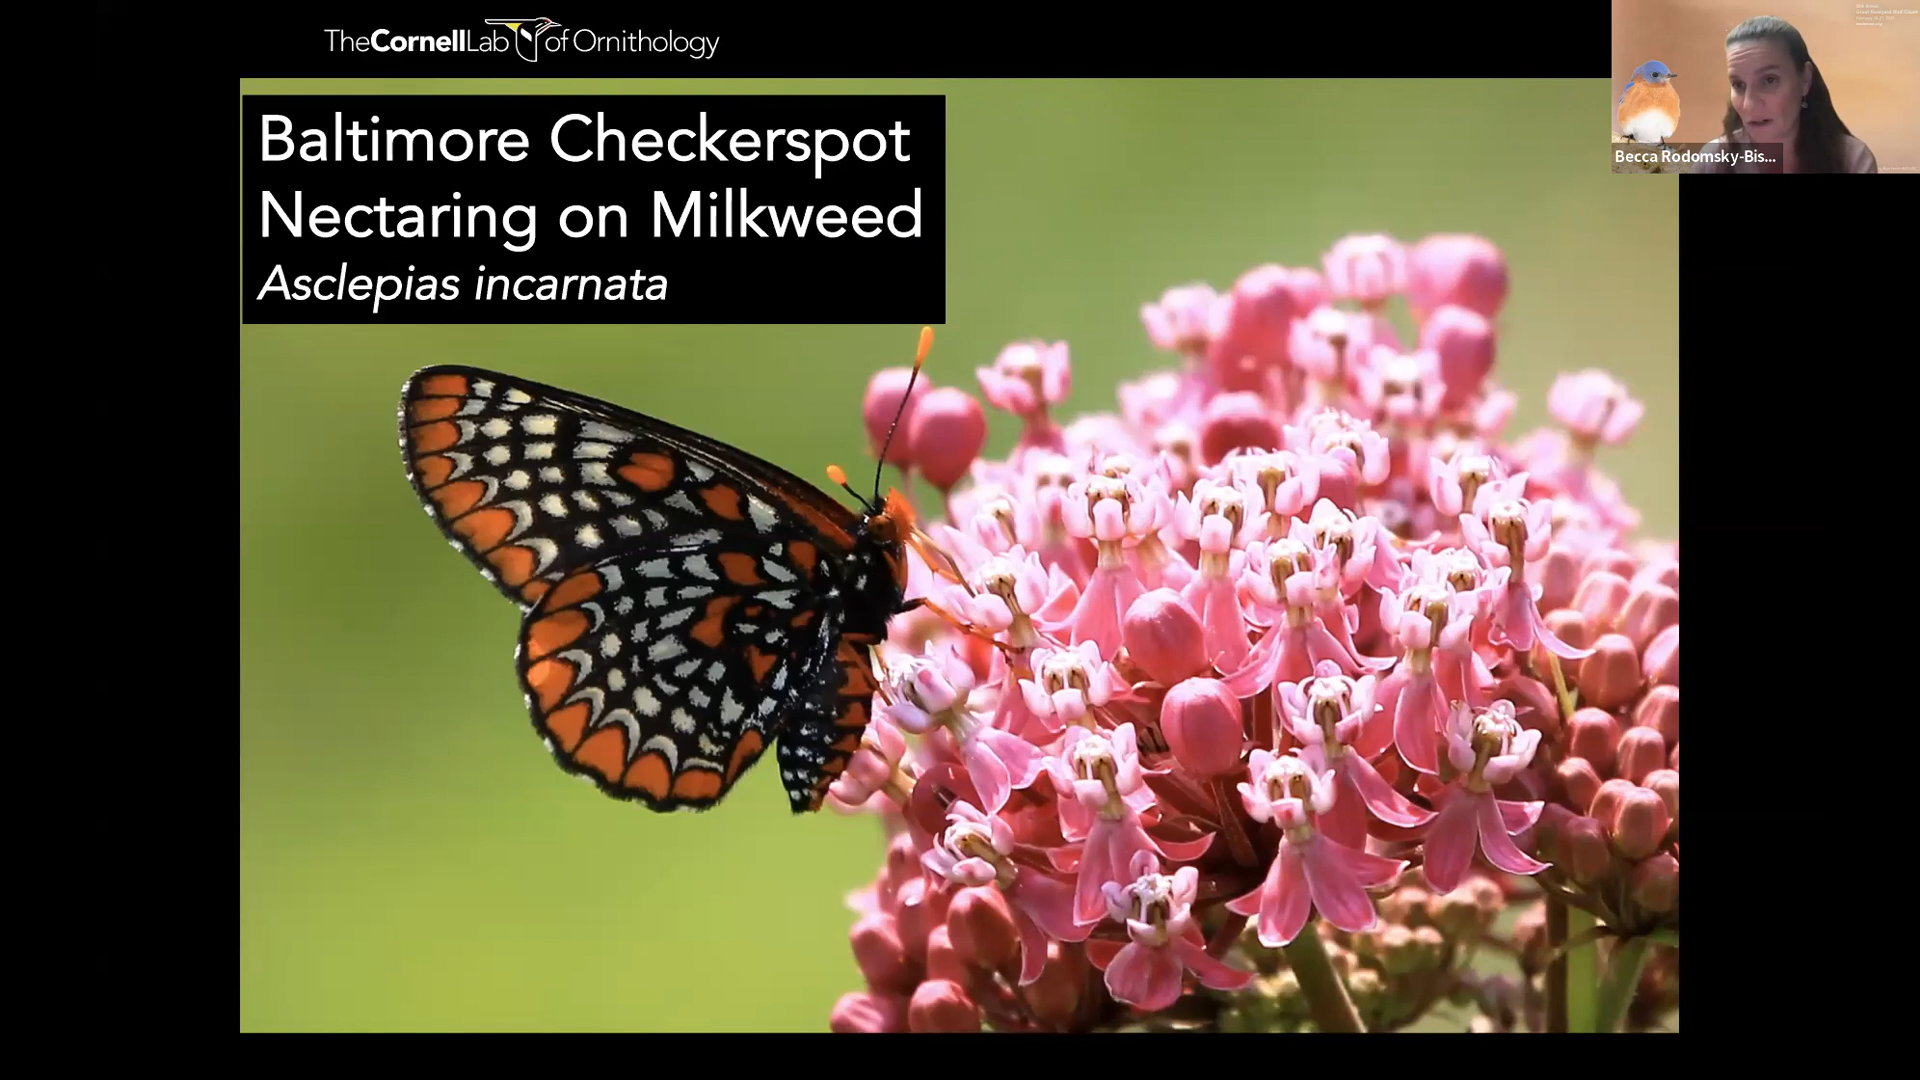 TheCornellLab of Ornithology
Baltimore Checkerspot
Nectaring on Milkweed
Asclepias incarnata
Becca Rodomsky-Bis...